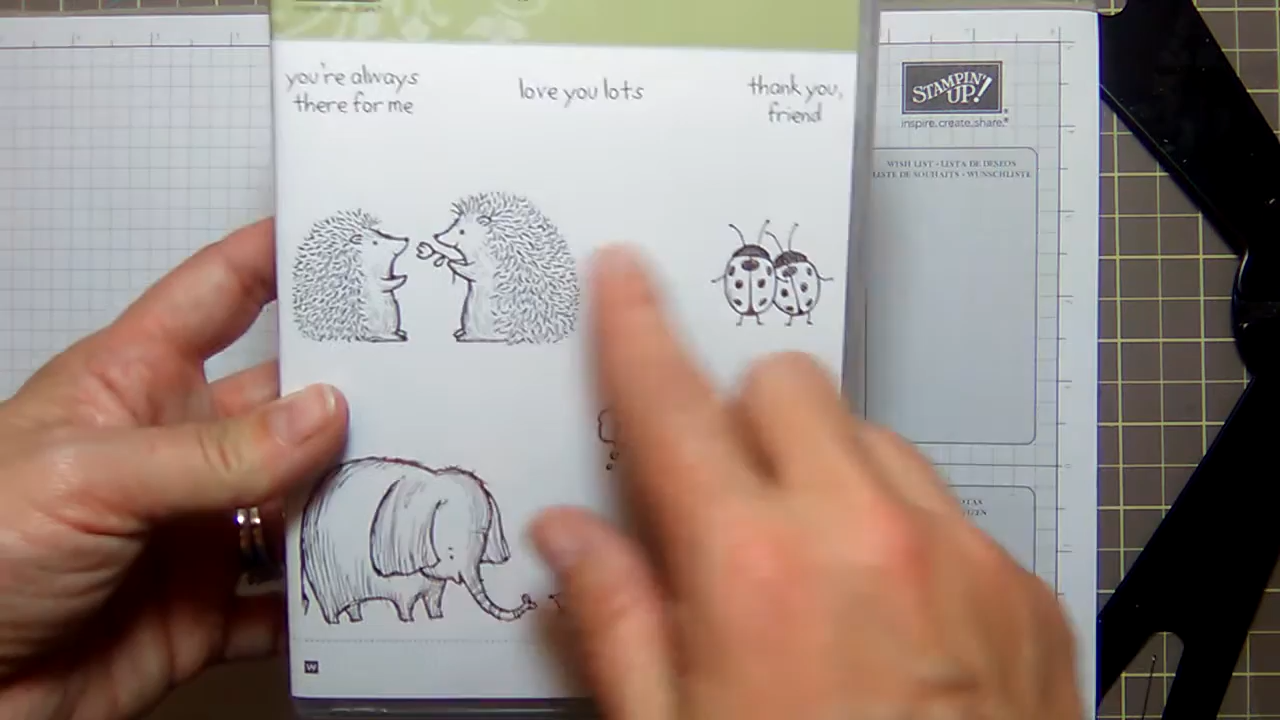 you're always
there for me
love you lots
thank you,
friend
STAMPIN'
UP!
inspire.create.share.
WISH LIST - LISTA DE DESEOS
LISTE DE SOUHAITS - WUNSCHLISTE
W